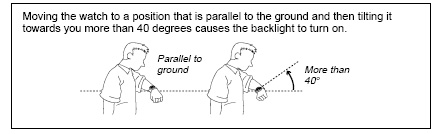 Moving the watch to a position that is parallel to the ground and then tilting it
towards you more than 40 degrees causes the backlight to turn on.
Parallel to
ground
More than
40°